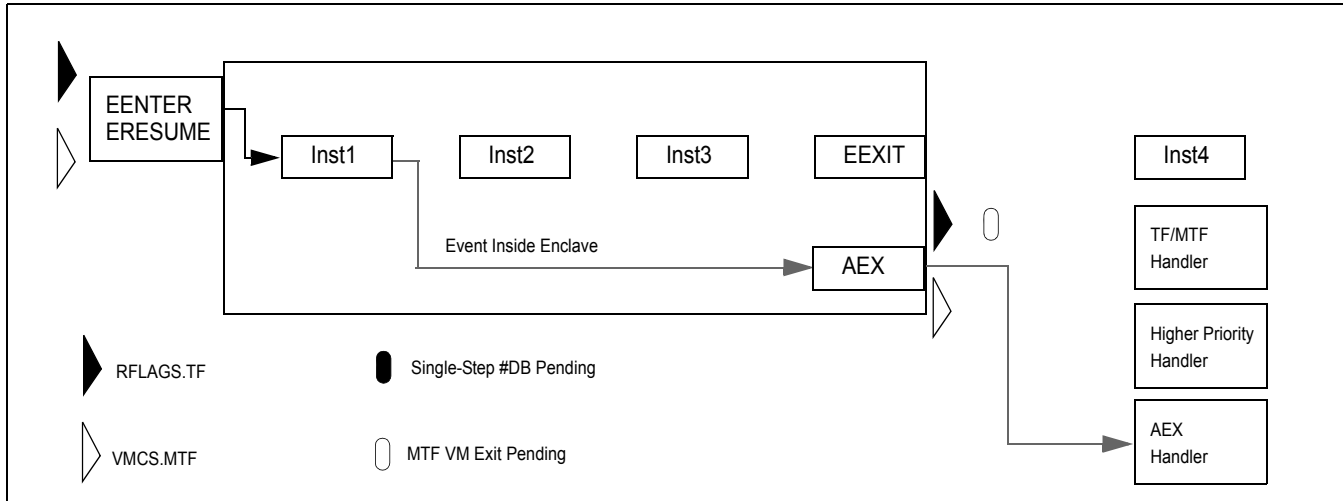 EENTER
ERESUME
Inst1
Inst2
Inst3
EEXIT
Inst4
Event Inside Enclave
AEX
TF/MTF
Handler
Higher Priority
Handler
AEX
Handler
RFLAGS.TF
Single-Step #DB Pending
VMCS.MTF
MTF VM Exit Pending